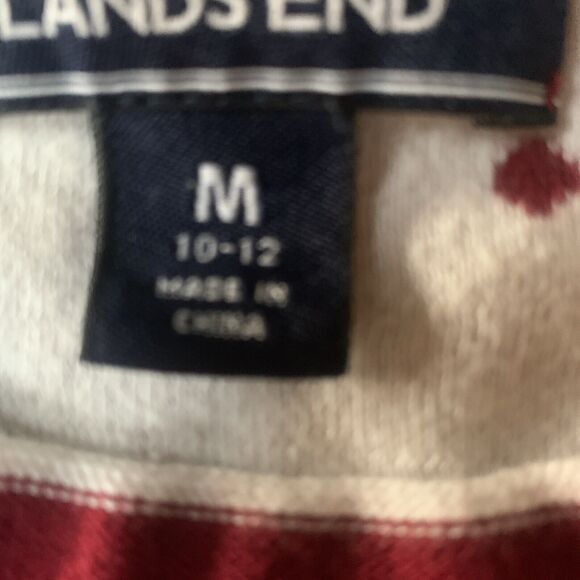 LANDS' END
M
10-12
MADE IN
CHINA